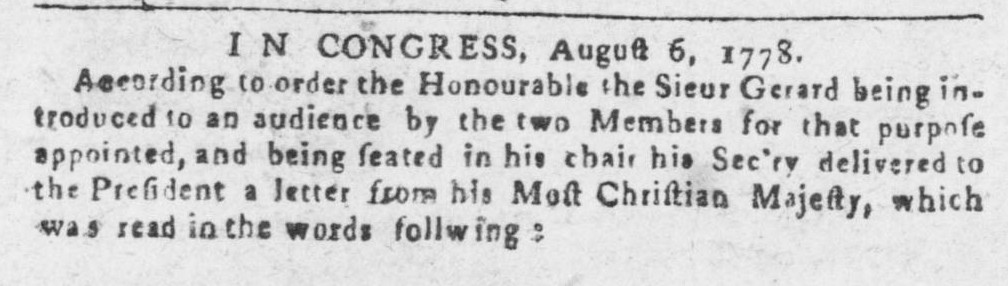 IN CONGRESS, Auguſt 6, 1778.
According to order the Honourable the Sieur Gerard being in-
troduced to an audience by the two Members for that purpoſe
appointed, and being ſeated in his chair his Sec'ry delivered to
the Preſident a letter from his Moſt Chriſtian Majeſty, which
was read in the words follwing :